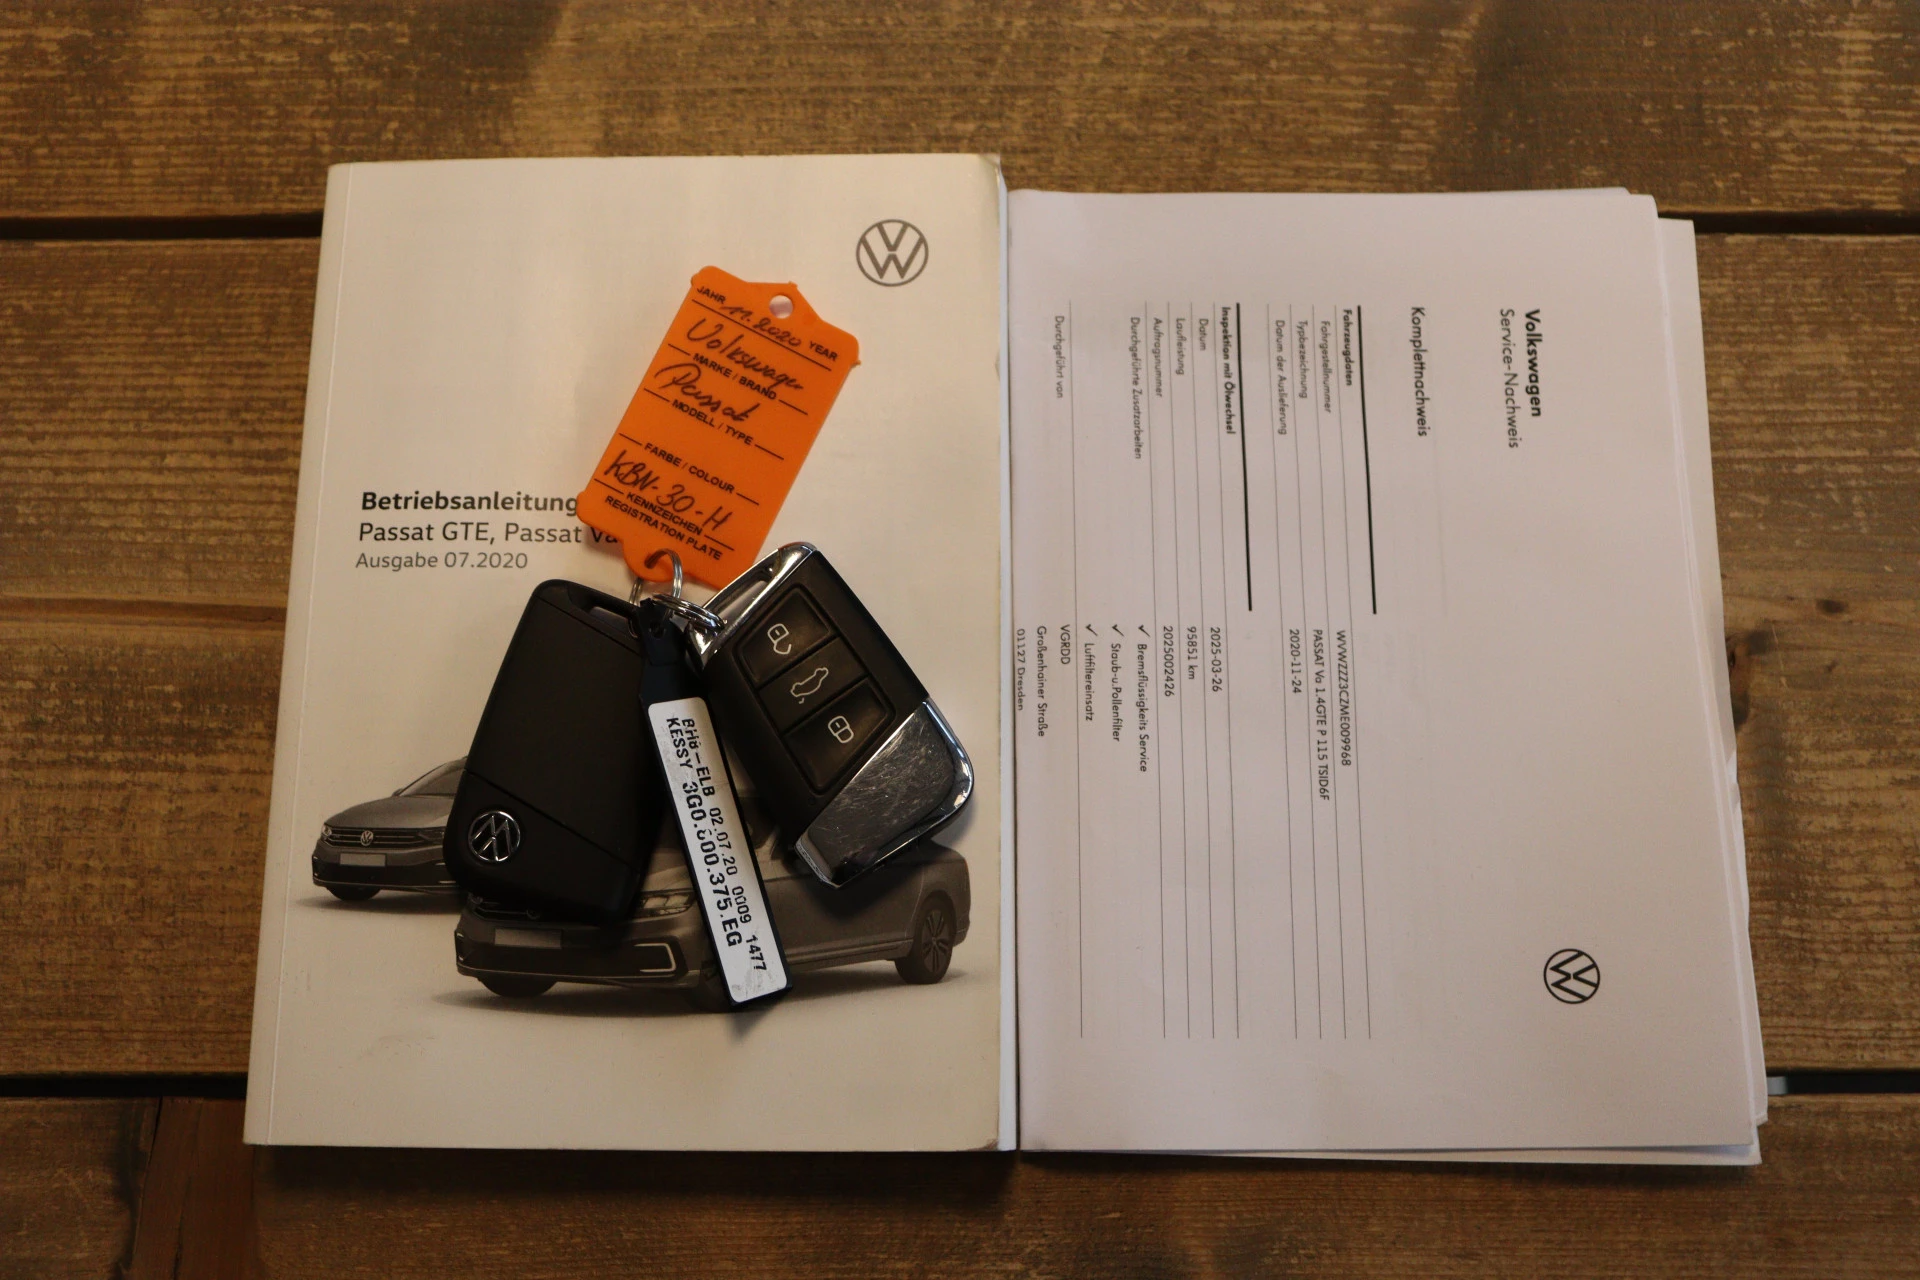 Betriebsanleitung
Passat GTE, Passat Va
Ausgabe 07.2020
JAHR 11.2020 YEAR
Volkswagen
MARKE / BRAND
Passat
MODELL / TYPE
FARBE / COLOUR
KBN-30-H
KENNZEICHEN
REGISTRATION PLATE
02.07.20 0009 1477
KESSY 3G0.800.375.EG
Volkswagen
Service-Nachweis
Komplettnachweis
Fahrzeugdaten
Fahrgestellnummer WVWZZZ3CZME009968
Typbezeichnung PASSAT Va 1.4GTE P 115 TSID6F
Datum der Auslieferung 2020-11-24
Inspektion mit Ölwechsel
Datum 2025-03-26
Laufleistung 95851 km
Auftragsnummer 2025002426
Durchgeführte Zusatzarbeiten ✓ Bremsflüssigkeits Service
✓ Staub-u.Pollenfilter
✓ Luftfiltereinsatz
Durchgeführt von VGRDD
Großenhainer Straße
01127 Dresden